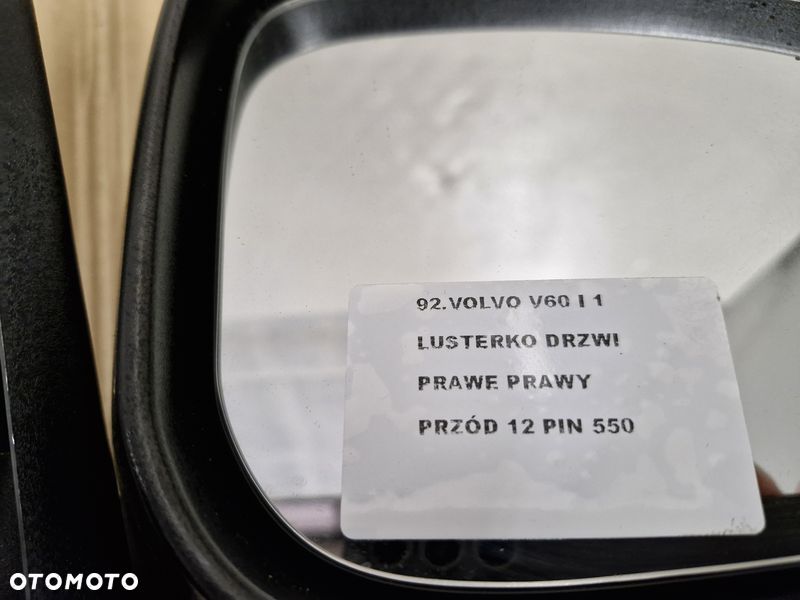 92.VOLVO V60 I 1
LUSTERKO DRZWI
PRAWE PRAWY
PRZÓD 12 PIN 550
OTOMOTO